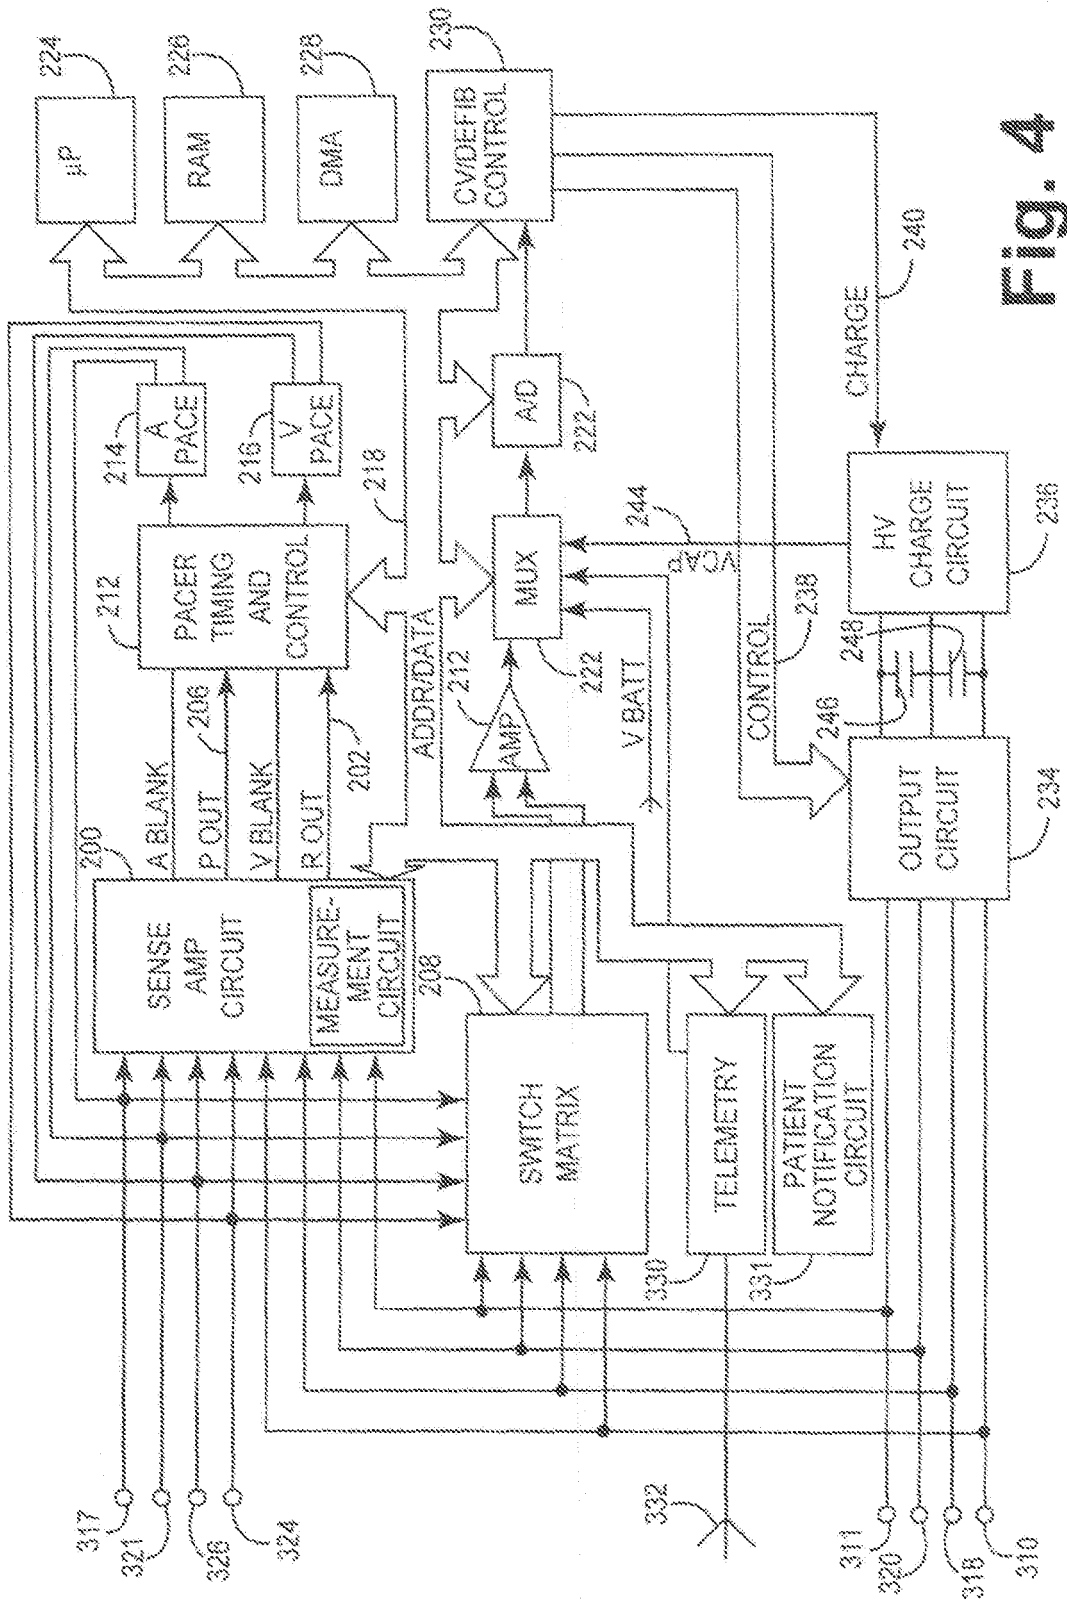 317
321
326
324
332
311
320
318
310
200
SENSE
AMP
CIRCUIT
MEASURE-
MENT
CIRCUIT
A BLANK
P OUT
206
V BLANK
R OUT
202
212
PACER
TIMING
AND
CONTROL
214
A
PACE
216
V
PACE
218
224
µP
226
RAM
228
DMA
230
CV/DEFIB
CONTROL
ADDR/DATA
208
SWITCH
MATRIX
212
AMP
MUX
222
A/D
222
V BATT
244
VCAP
330
TELEMETRY
331
PATIENT
NOTIFICATION
CIRCUIT
CONTROL
238
CHARGE
240
OUTPUT
CIRCUIT
234
246
248
HV
CHARGE
CIRCUIT
236
Fig. 4